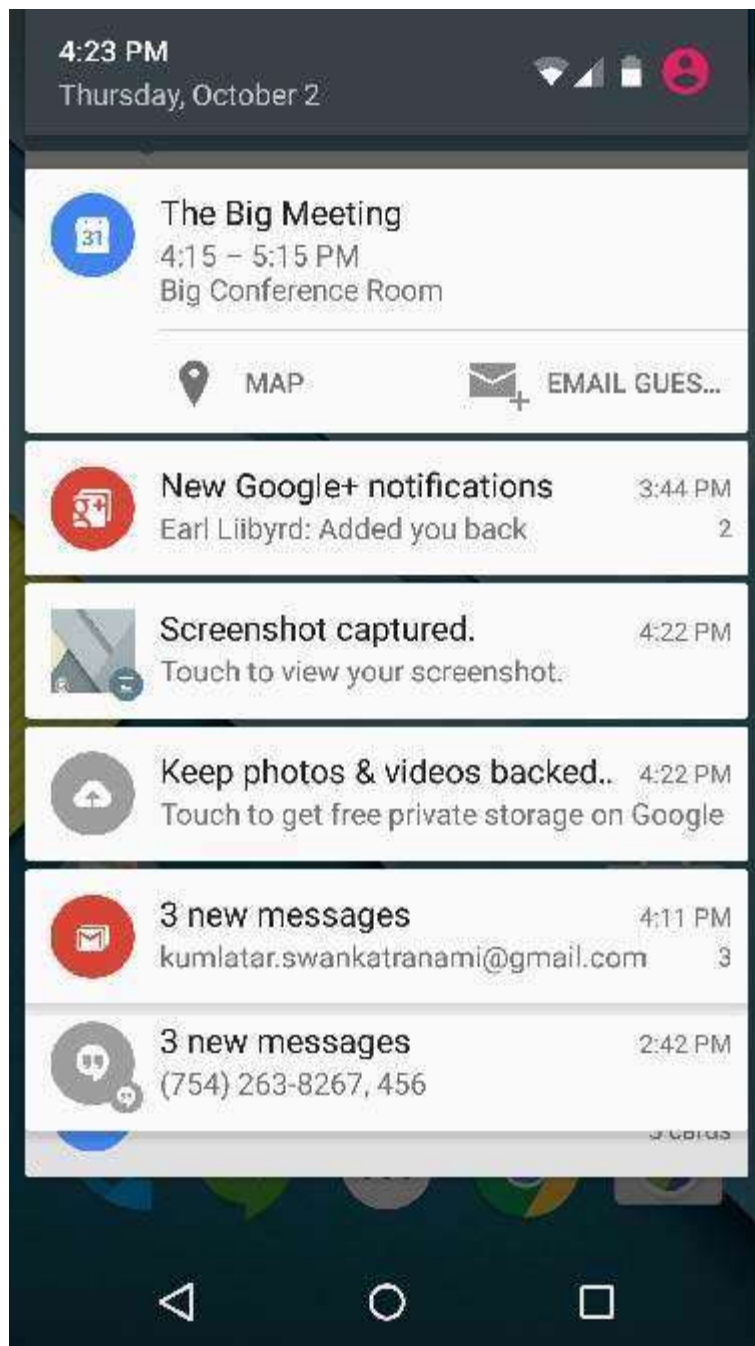 4:23 PM
Thursday, October 2
31
The Big Meeting
4:15 – 5:15 PM
Big Conference Room
MAP
EMAIL GUES...
New Google+ notifications 3:44 PM
Earl Liibyrd: Added you back 2
Screenshot captured. 4:22 PM
Touch to view your screenshot.
Keep photos & videos backed.. 4:22 PM
Touch to get free private storage on Google
3 new messages 4:11 PM
kumlatar.swankatranami@gmail.com 3
3 new messages 2:42 PM
(754) 263-8267, 456
cards